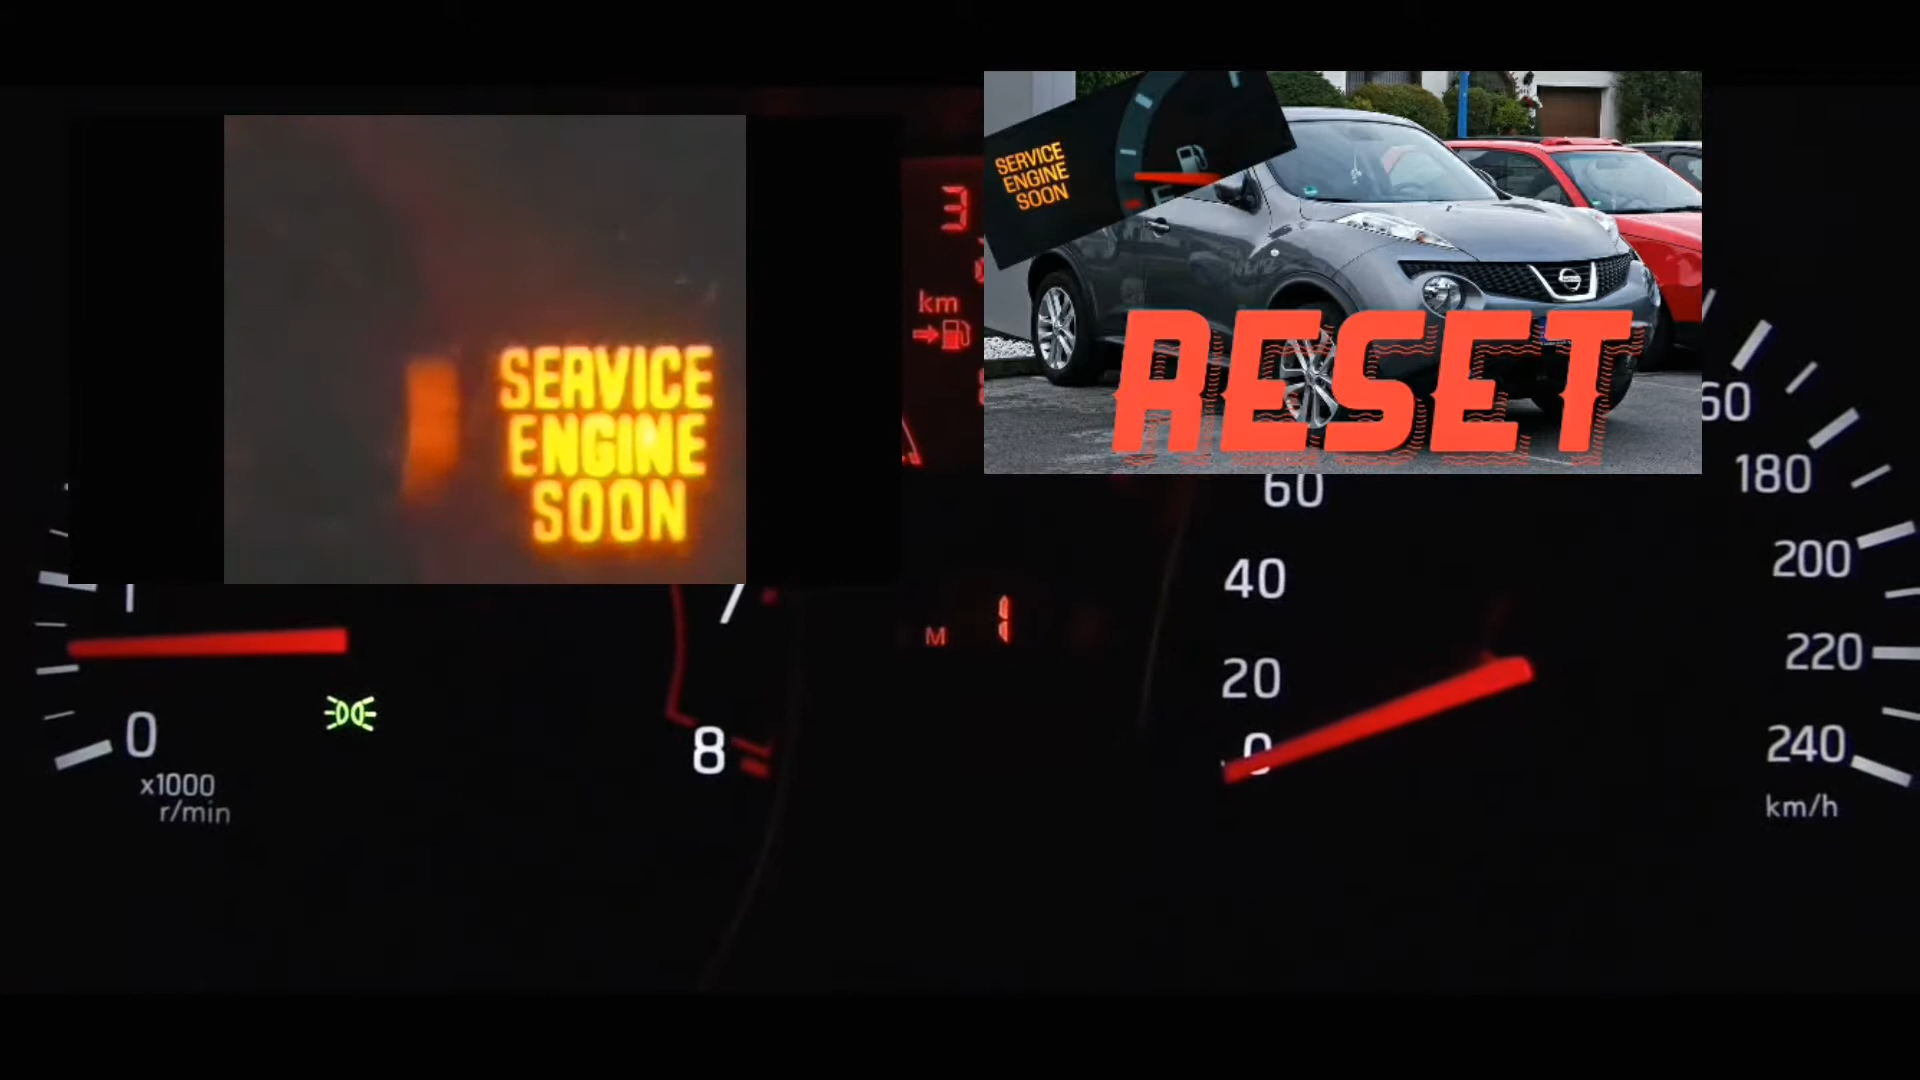 SERVICE
ENGINE
SOON
SERVICE
ENGINE
SOON
RESET
3
km
60
60
180
40
200
1
7
M 1
220
20
0
8
0
240
x1000
r/min
km/h